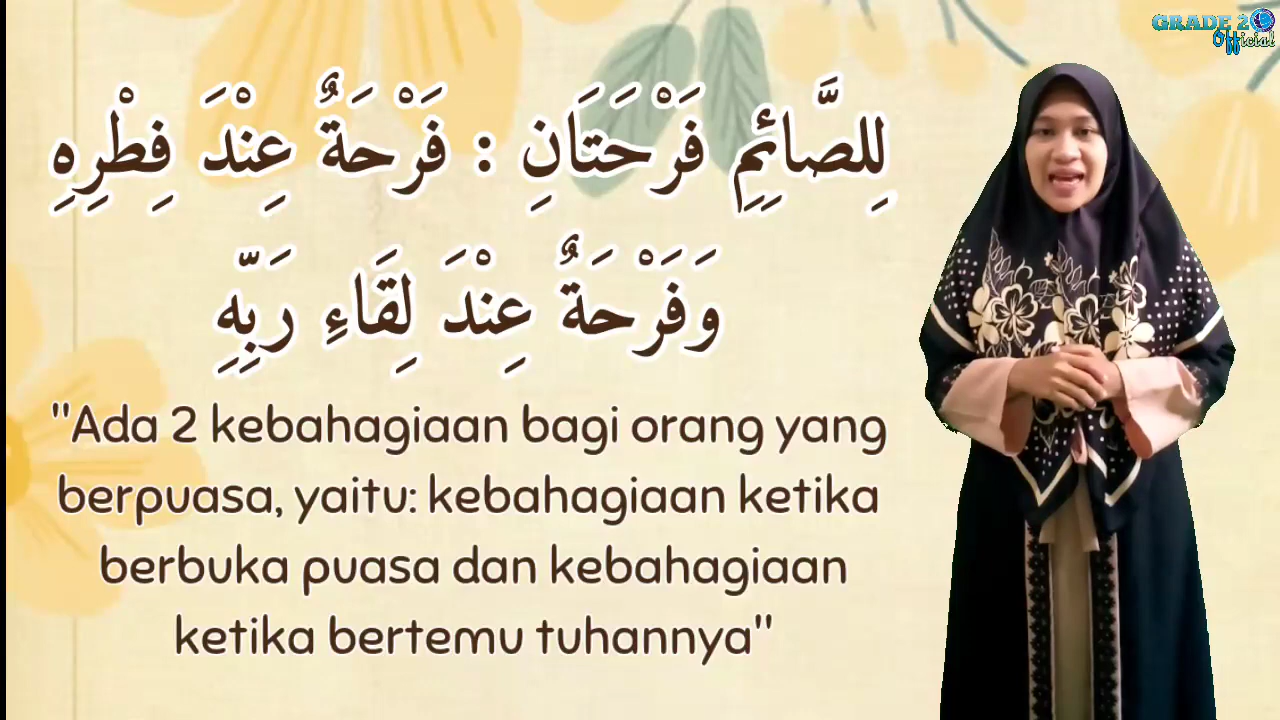 GRADE 2
Official
لِلصَّائِمِ فَرْحَتَانِ : فَرْحَةٌ عِنْدَ فِطْرِهِ
وَفَرْحَةٌ عِنْدَ لِقَاءِ رَبِّهِ
"Ada 2 kebahagiaan bagi orang yang
berpuasa, yaitu: kebahagiaan ketika
berbuka puasa dan kebahagiaan
ketika bertemu tuhannya"